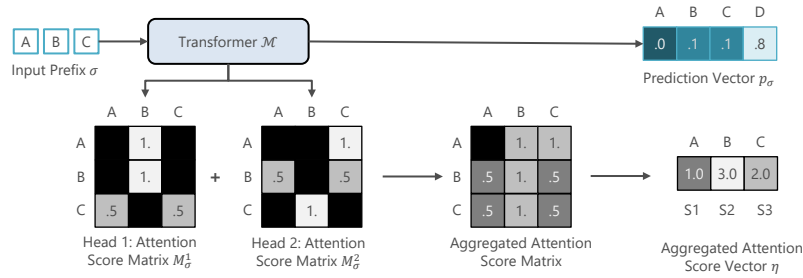 A B C D
A B C
Transformer ℳ
.0 .1 .1 .8
Input Prefix σ
Prediction Vector p_σ
A B C
A B C
A B C
A 1.
A 1.
A 1. 1.
A B C
B 1.
+
B .5 .5
B .5 1. .5
1.0 3.0 2.0
C .5 .5
C 1.
C .5 1. .5
S1 S2 S3
Head 1: Attention
Score Matrix M_σ^1
Head 2: Attention
Score Matrix M_σ^2
Aggregated Attention
Score Matrix
Aggregated Attention
Score Vector η